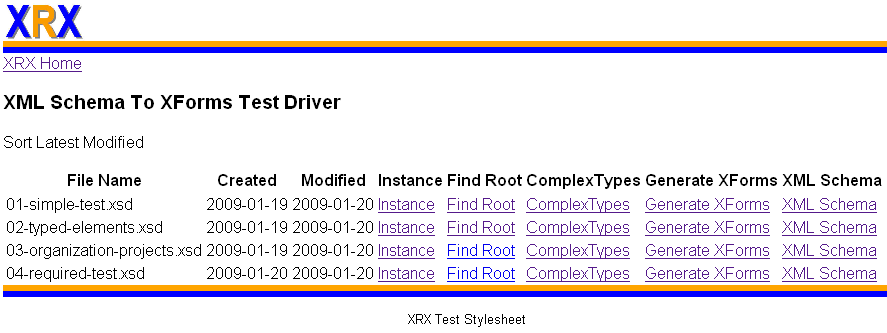 XRX
XRX Home
XML Schema To XForms Test Driver
Sort Latest Modified
File Name Created Modified Instance Find Root ComplexTypes Generate XForms XML Schema
01-simple-test.xsd 2009-01-19 2009-01-20 Instance Find Root ComplexTypes Generate XForms XML Schema
02-typed-elements.xsd 2009-01-19 2009-01-20 Instance Find Root ComplexTypes Generate XForms XML Schema
03-organization-projects.xsd 2009-01-19 2009-01-20 Instance Find Root ComplexTypes Generate XForms XML Schema
04-required-test.xsd 2009-01-20 2009-01-20 Instance Find Root ComplexTypes Generate XForms XML Schema
XRX Test Stylesheet